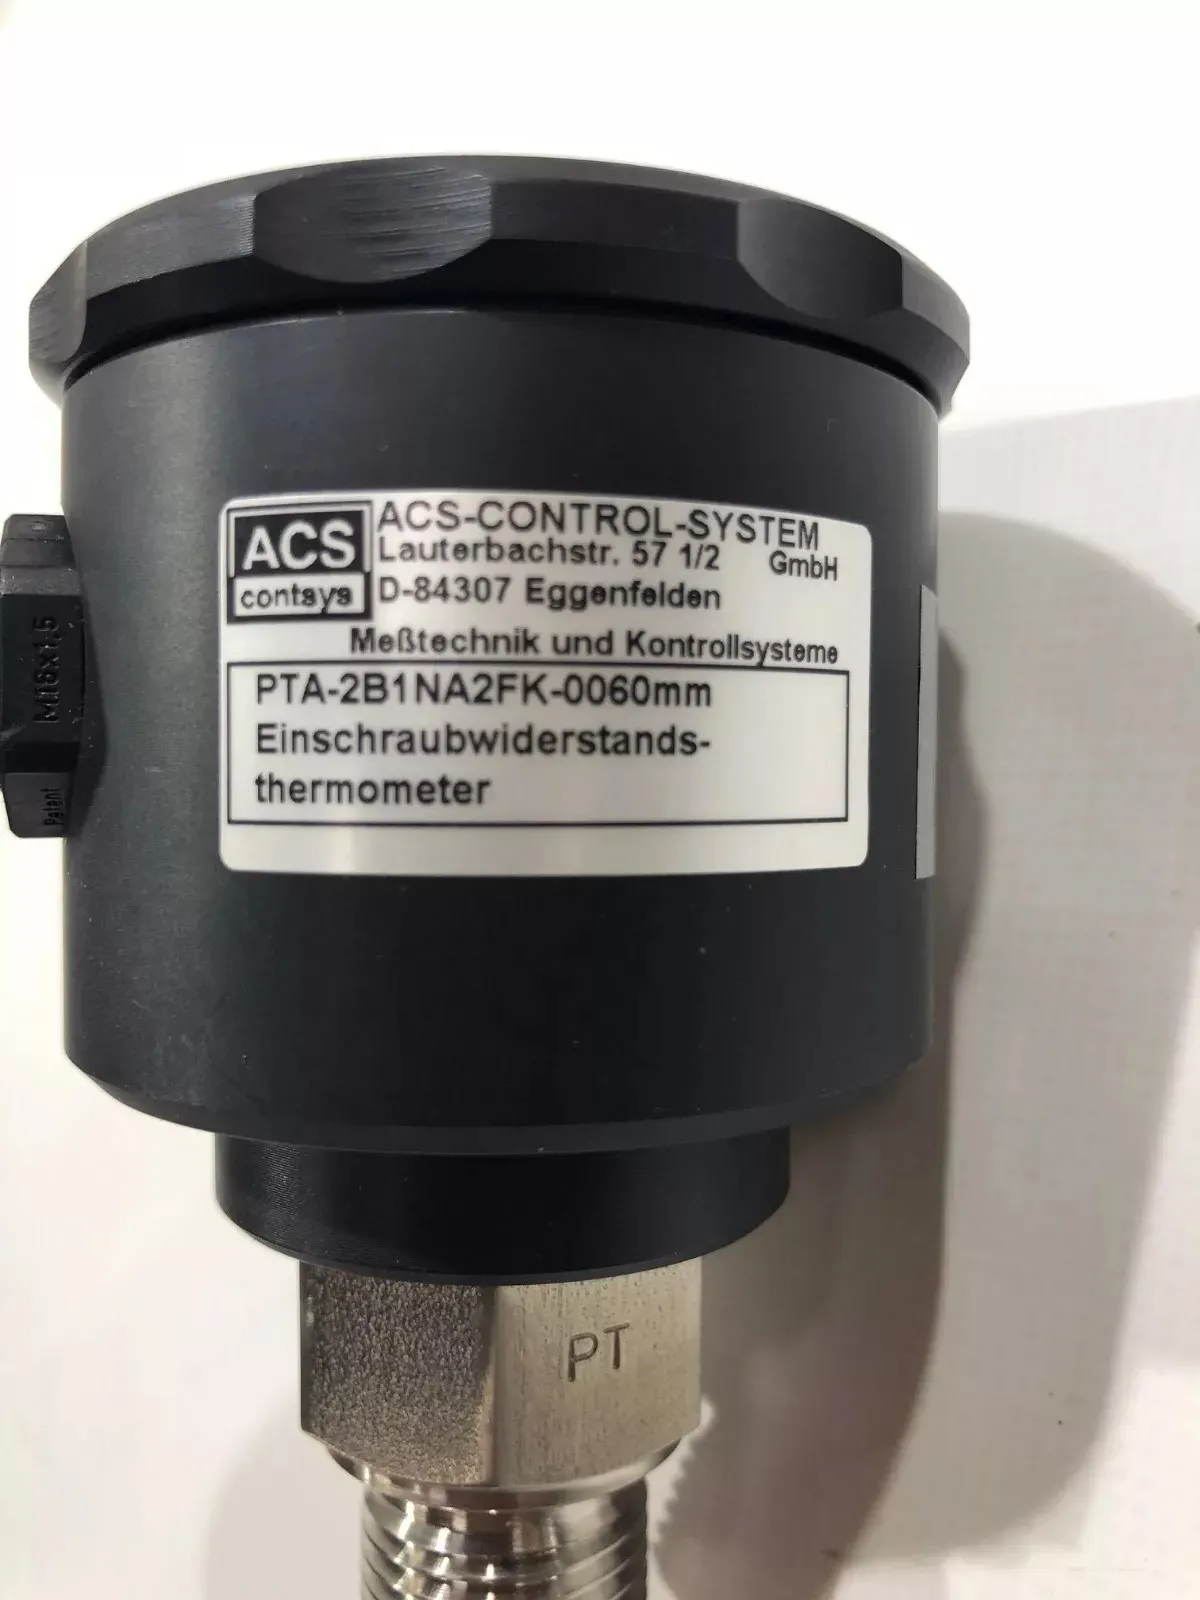 ACS
contsys
ACS-CONTROL-SYSTEM
GmbH
Lauterbachstr. 57 1/2
D-84307 Eggenfelden
Meßtechnik und Kontrollsysteme
PTA-2B1NA2FK-0060mm
Einschraubwiderstands-
thermometer
M16x1,5
Patent
PT